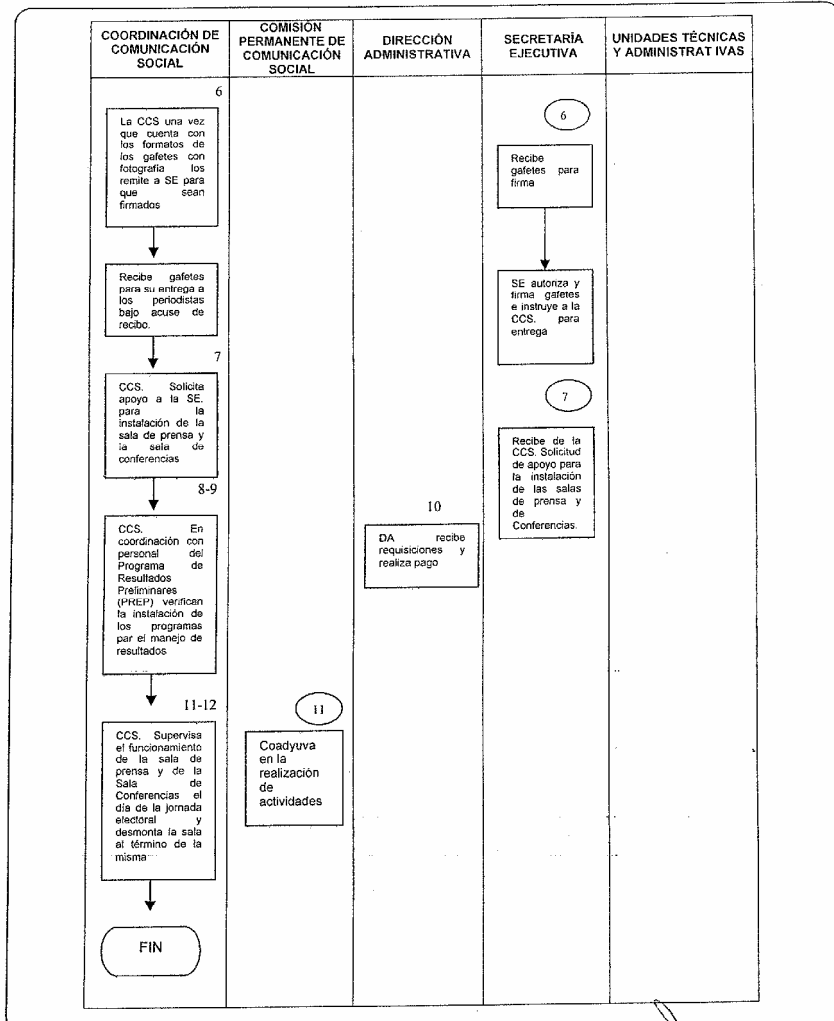 COORDINACIÓN DE
COMUNICACIÓN
SOCIAL
COMISIÓN
PERMANENTE DE
COMUNICACIÓN
SOCIAL
DIRECCIÓN
ADMINISTRATIVA
SECRETARÍA
EJECUTIVA
UNIDADES TÉCNICAS
Y ADMINISTRAT IVAS
6
La CCS una vez
que cuenta con
los formatos de
los gafetes con
fotografía los
remite a SE para
que sean
firmados
Recibe gafetes
para su entrega a
los periodistas
bajo acuse de
recibo.
7
CCS. Solicita
apoyo a la SE.
para la
instalación de la
sala de prensa y
la sala de
conferencias
8-9
CCS. En
coordinación con
personal del
Programa de
Resultados
Preliminares
(PREP) verifican
la instalación de
los programas
par el manejo de
resultados
11-12
CCS. Supervisa
el funcionamiento
de la sala de
prensa y de la
Sala de
Conferencias el
día de la jornada
electoral y
desmonta la sala
al término de la
misma
FIN
11
Coadyuva
en la
realización
de
actividades
10
DA recibe
requisiciones y
realiza pago
6
Recibe
gafetes para
firma
SE autoriza y
firma gafetes
e instruye a la
CCS. para
entrega
7
Recibe de la
CCS. Solicitud
de apoyo para
la instalación
de las salas
de prensa y
de
Conferencias.